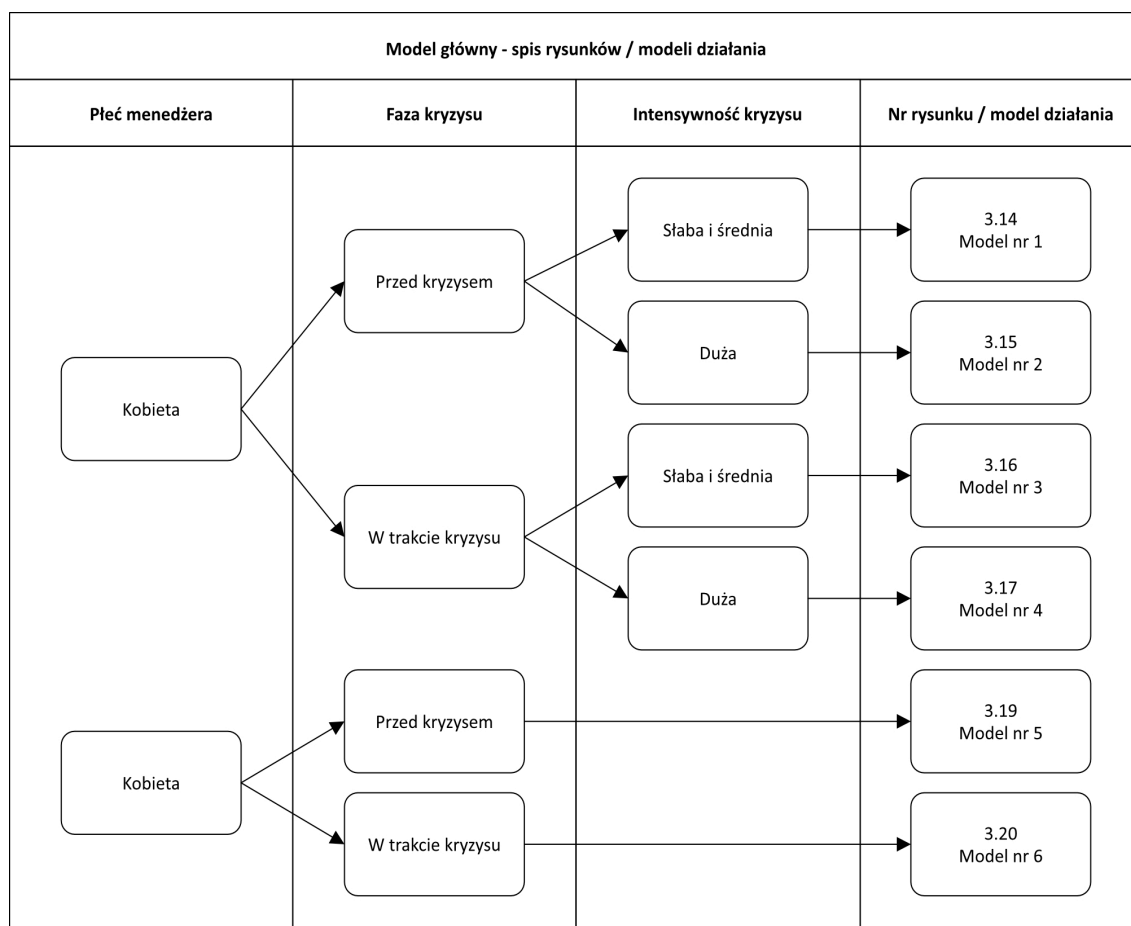 Model główny - spis rysunków / modeli działania
Płeć menedżera
Faza kryzysu
Intensywność kryzysu
Nr rysunku / model działania
Kobieta
Przed kryzysem
Słaba i średnia
3.14
Model nr 1
Duża
3.15
Model nr 2
W trakcie kryzysu
Słaba i średnia
3.16
Model nr 3
Duża
3.17
Model nr 4
Kobieta
Przed kryzysem
3.19
Model nr 5
W trakcie kryzysu
3.20
Model nr 6